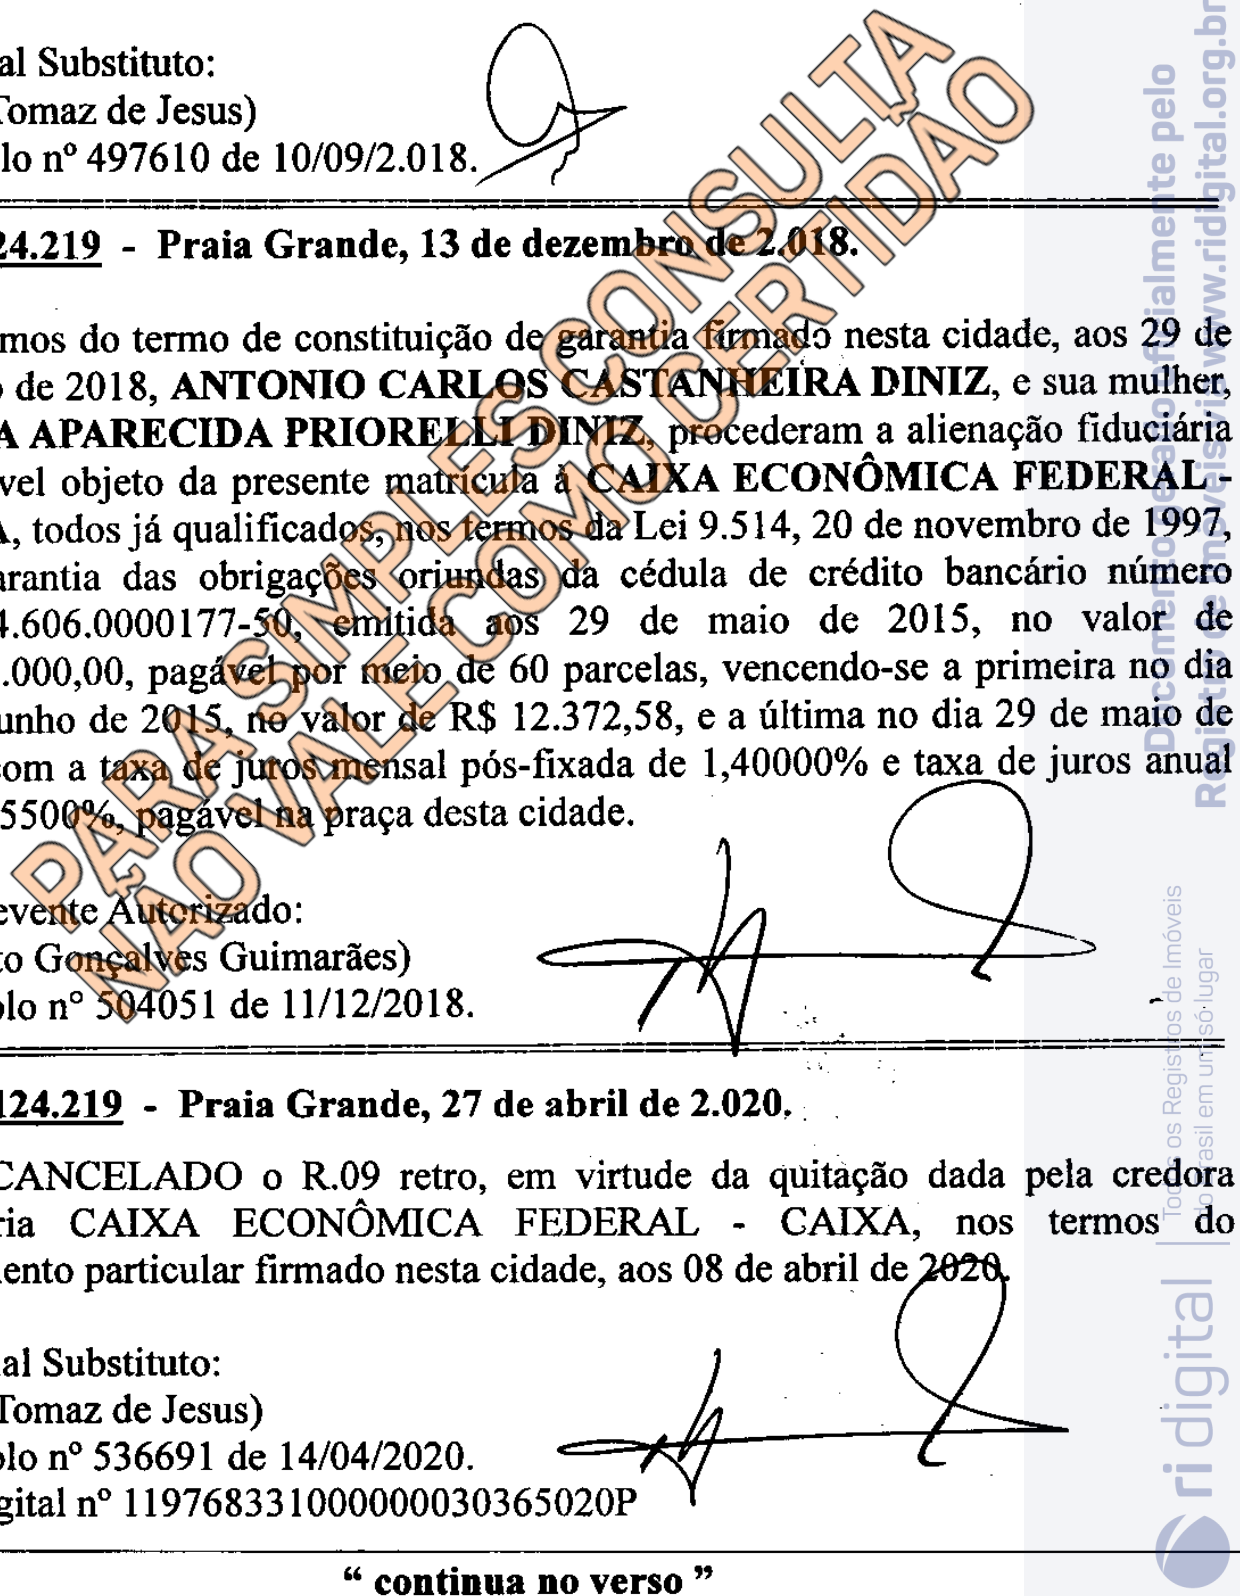 al Substituto:
Tomaz de Jesus)
lo nº 497610 de 10/09/2.018.
24.219 - Praia Grande, 13 de dezembro de 2.018.
mos do termo de constituição de garantia firmado nesta cidade, aos 29 de
o de 2018, ANTONIO CARLOS CASTANHEIRA DINIZ, e sua mulher,
A APARECIDA PRIORELLI DINIZ, procederam a alienação fiduciária
vel objeto da presente matrícula à CAIXA ECONÔMICA FEDERAL -
A, todos já qualificados, nos termos da Lei 9.514, 20 de novembro de 1997,
arantia das obrigações oriundas da cédula de crédito bancário número
4.606.0000177-50, emitida aos 29 de maio de 2015, no valor de
.000,00, pagável por meio de 60 parcelas, vencendo-se a primeira no dia
unho de 2015, no valor de R$ 12.372,58, e a última no dia 29 de maio de
com a taxa de juros mensal pós-fixada de 1,40000% e taxa de juros anual
5500%, pagável na praça desta cidade.
evente Autorizado:
to Gonçalves Guimarães)
olo nº 504051 de 11/12/2018.
124.219 - Praia Grande, 27 de abril de 2.020.
CANCELADO o R.09 retro, em virtude da quitação dada pela credora
ria CAIXA ECONÔMICA FEDERAL - CAIXA, nos termos do
ento particular firmado nesta cidade, aos 08 de abril de 2020.
ial Substituto:
Tomaz de Jesus)
olo nº 536691 de 14/04/2020.
gital nº 119768331000000030365020P
“ continua no verso ”
PARA SIMPLES CONSULTA
NÃO VALE COMO CERTIDÃO
Documento gerado oficialmente pelo
Registro de Imóveis via www.ridigital.org.br
Todos os Registros de Imóveis
do Brasil em um só lugar
ri digital